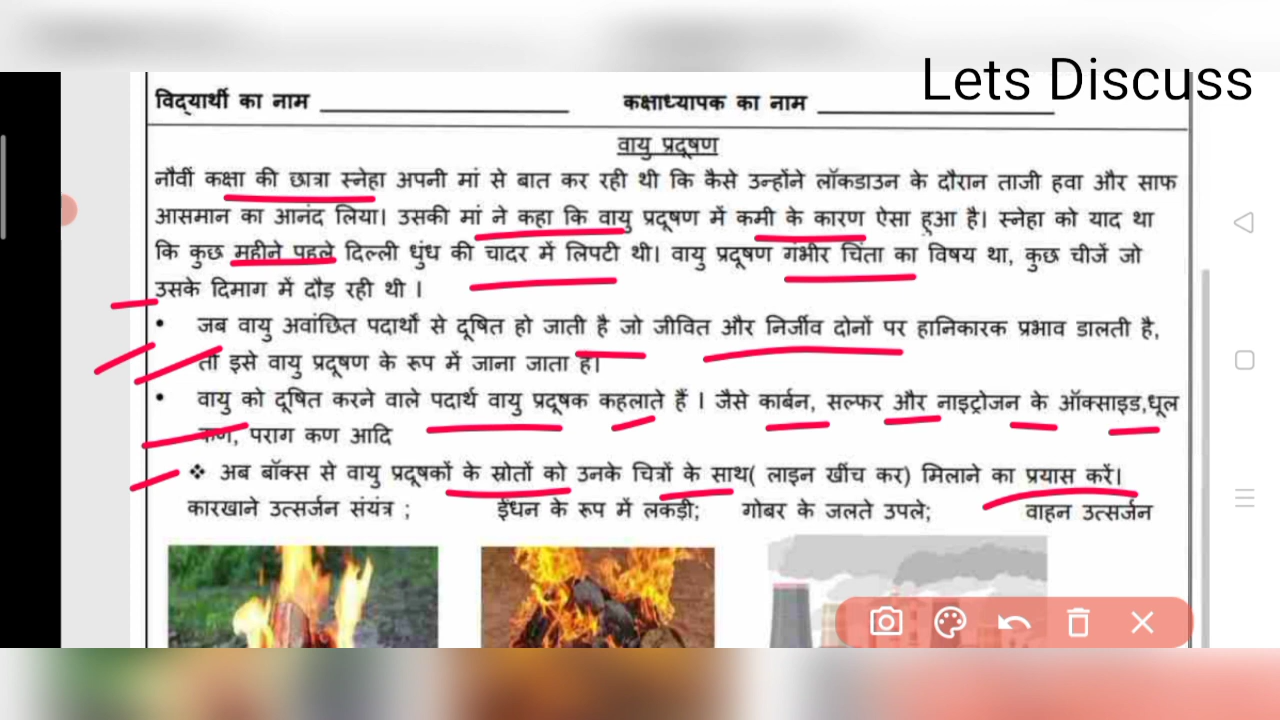 Lets Discuss
विद्यार्थी का नाम कक्षाध्यापक का नाम
वायु प्रदूषण
नौवीं कक्षा की छात्रा स्नेहा अपनी मां से बात कर रही थी कि कैसे उन्होंने लॉकडाउन के दौरान ताजी हवा और साफ
आसमान का आनंद लिया। उसकी मां ने कहा कि वायु प्रदूषण में कमी के कारण ऐसा हुआ है। स्नेहा को याद था
कि कुछ महीने पहले दिल्ली धुंध की चादर में लिपटी थी। वायु प्रदूषण गंभीर चिंता का विषय था, कुछ चीजें जो
उसके दिमाग में दौड़ रही थी ।
• जब वायु अवांछित पदार्थों से दूषित हो जाती है जो जीवित और निर्जीव दोनों पर हानिकारक प्रभाव डालती है,
तो इसे वायु प्रदूषण के रूप में जाना जाता है।
• वायु को दूषित करने वाले पदार्थ वायु प्रदूषक कहलाते हैं । जैसे कार्बन, सल्फर और नाइट्रोजन के ऑक्साइड,धूल
कण, पराग कण आदि
❖ अब बॉक्स से वायु प्रदूषकों के स्रोतों को उनके चित्रों के साथ( लाइन खींच कर) मिलाने का प्रयास करें।
कारखाने उत्सर्जन संयंत्र ; ईंधन के रूप में लकड़ी; गोबर के जलते उपले; वाहन उत्सर्जन